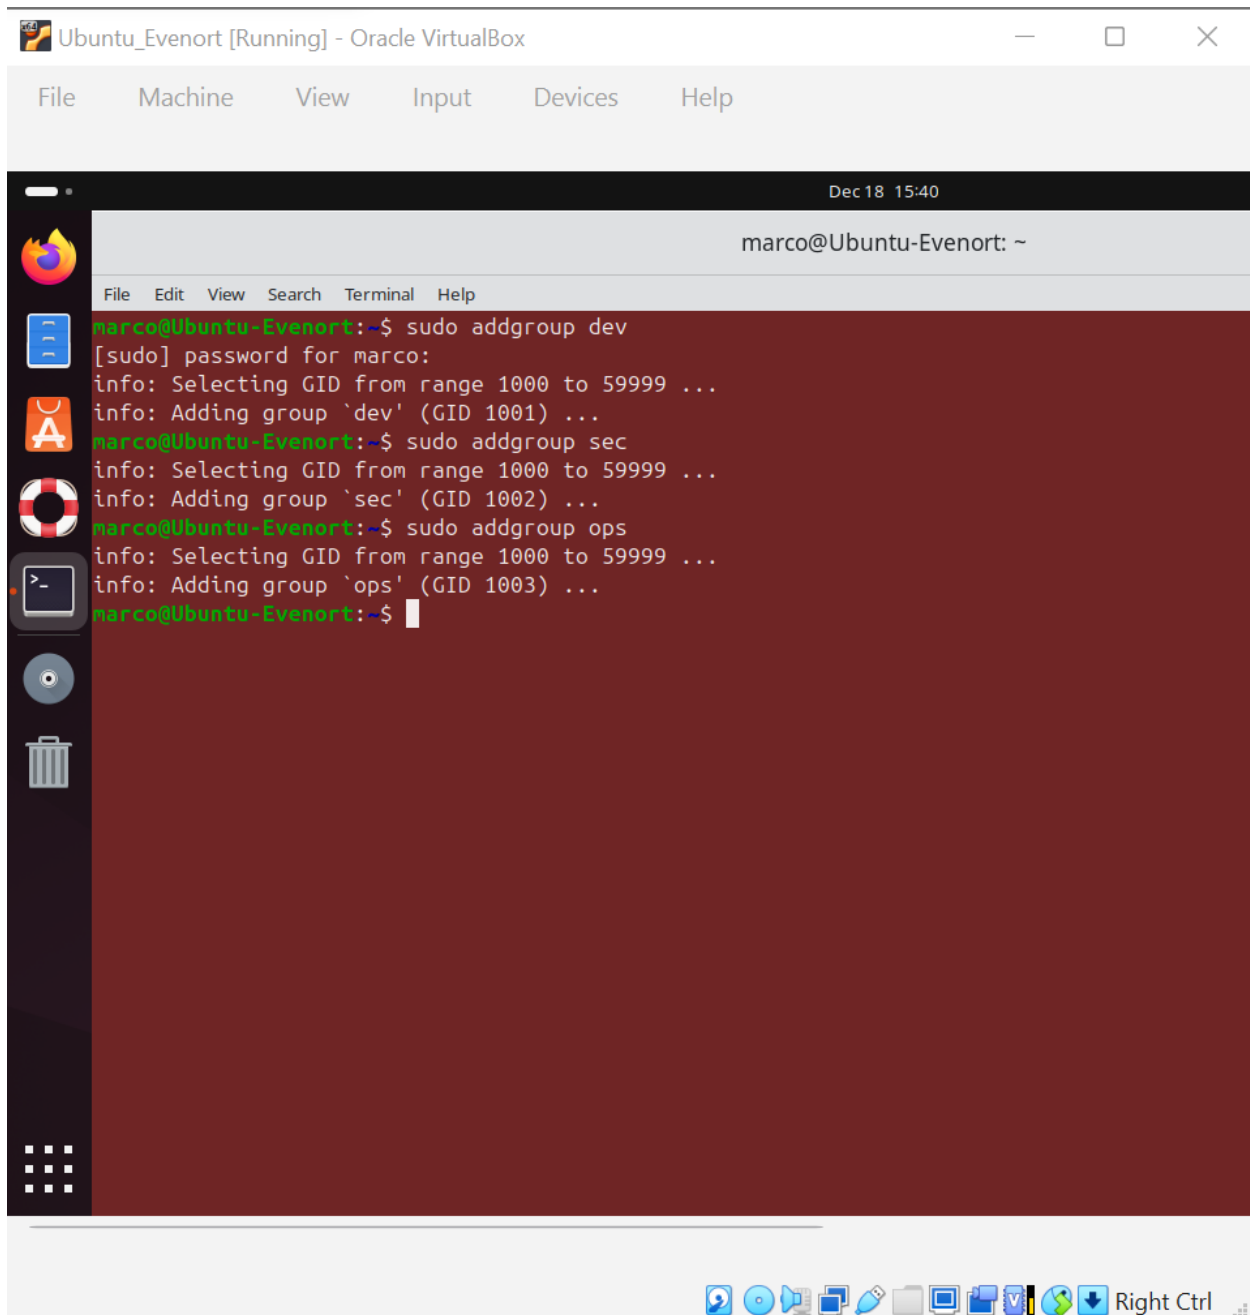 Ubuntu_Evenort [Running] - Oracle VirtualBox
File Machine View Input Devices Help
Dec 18 15:40
marco@Ubuntu-Evenort: ~
File Edit View Search Terminal Help
marco@Ubuntu-Evenort:~$ sudo addgroup dev
[sudo] password for marco:
info: Selecting GID from range 1000 to 59999 ...
info: Adding group `dev' (GID 1001) ...
marco@Ubuntu-Evenort:~$ sudo addgroup sec
info: Selecting GID from range 1000 to 59999 ...
info: Adding group `sec' (GID 1002) ...
marco@Ubuntu-Evenort:~$ sudo addgroup ops
info: Selecting GID from range 1000 to 59999 ...
info: Adding group `ops' (GID 1003) ...
marco@Ubuntu-Evenort:~$
Right Ctrl